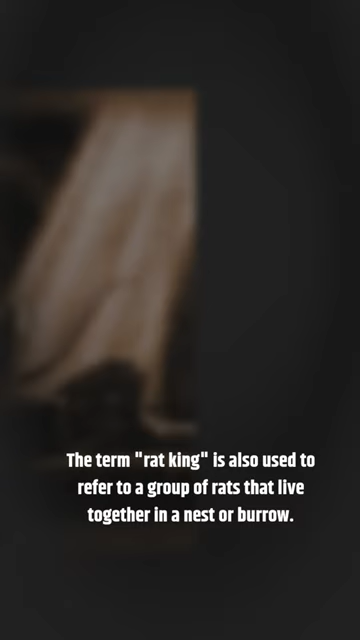 The term "rat king" is also used to
refer to a group of rats that live
together in a nest or burrow.